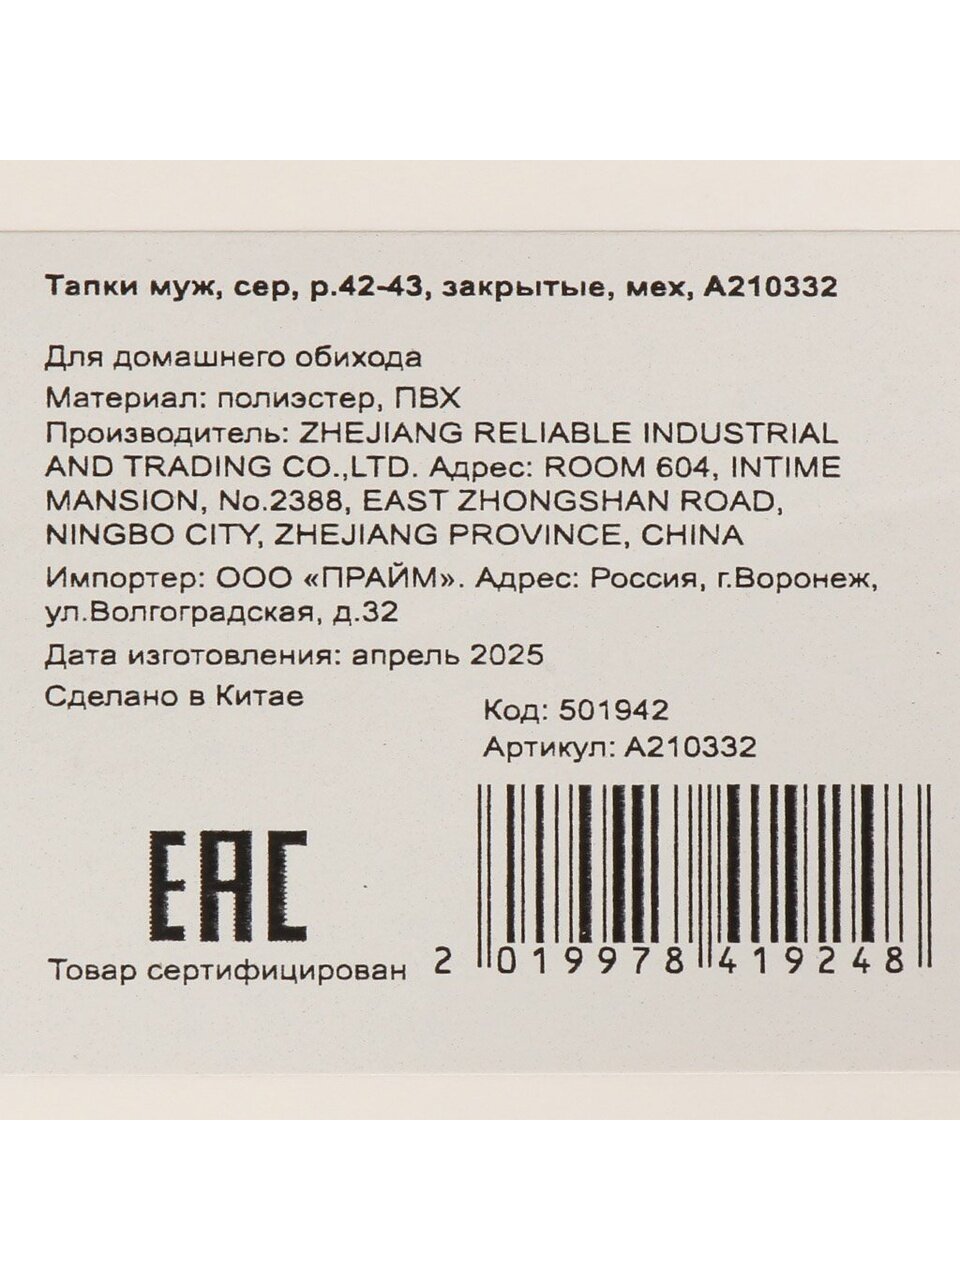 Тапки муж, сер, р.42-43, закрытые, мех, А210332
Для домашнего обихода
Материал: полиэстер, ПВХ
Производитель: ZHEJIANG RELIABLE INDUSTRIAL
AND TRADING CO.,LTD. Адрес: ROOM 604, INTIME
MANSION, No.2388, EAST ZHONGSHAN ROAD,
NINGBO CITY, ZHEJIANG PROVINCE, CHINA
Импортер: ООО «ПРАЙМ». Адрес: Россия, г.Воронеж,
ул.Волгоградская, д.32
Дата изготовления: апрель 2025
Сделано в Китае
Код: 501942
Артикул: А210332
ЕАС
Товар сертифицирован
2 019978 419248